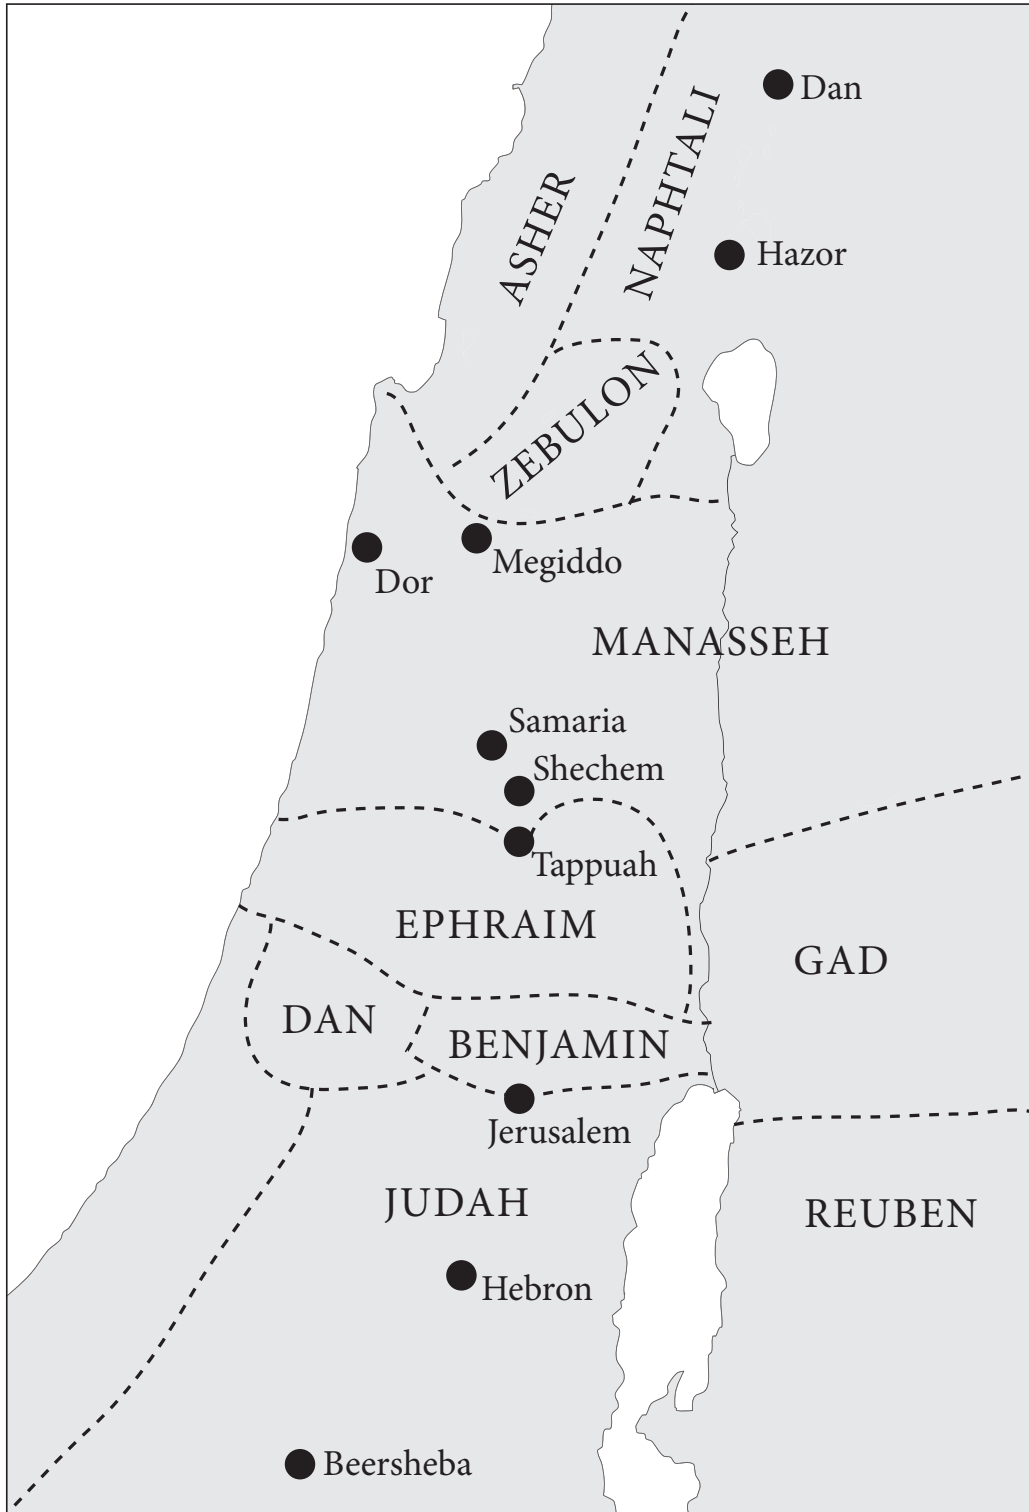 Dan
NAPHTALI
ASHER
Hazor
ZEBULON
Megiddo
Dor
MANASSEH
Samaria
Shechem
Tappuah
EPHRAIM
GAD
DAN
BENJAMIN
Jerusalem
JUDAH
REUBEN
Hebron
Beersheba